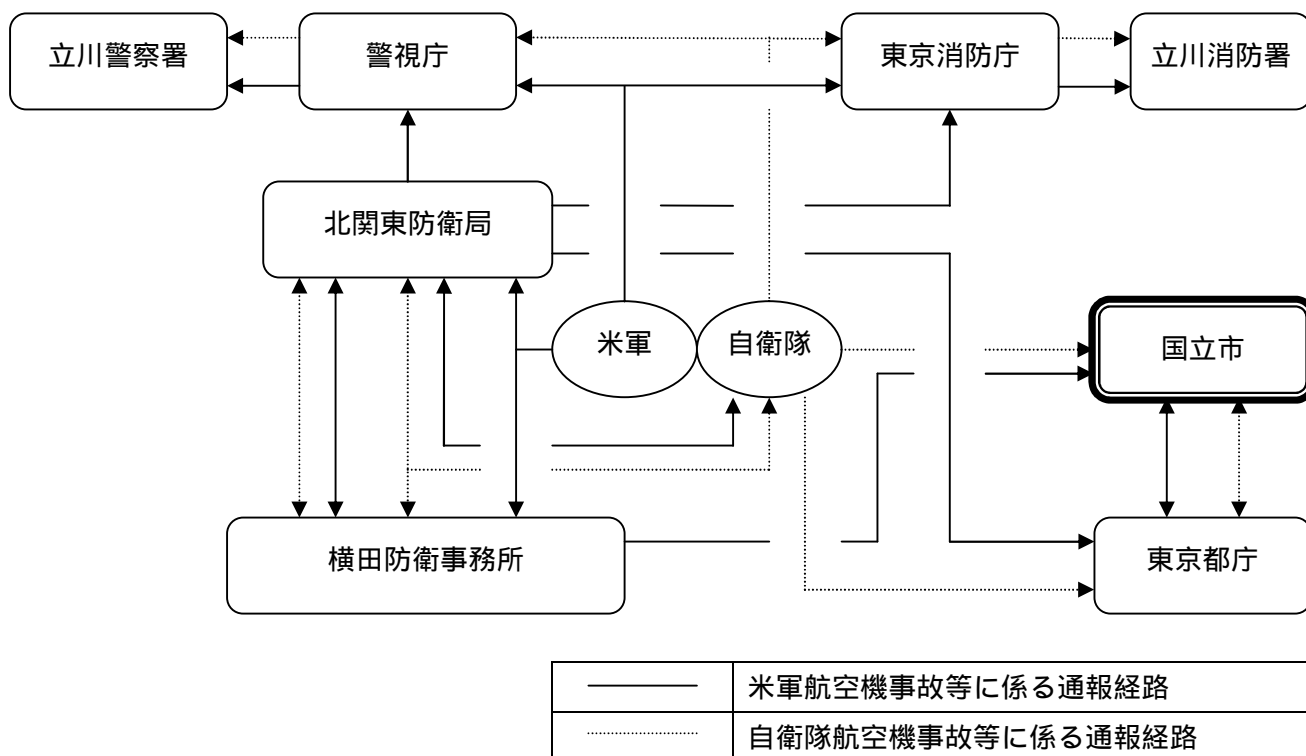 立川警察署
警視庁
東京消防庁
立川消防署
北関東防衛局
米軍
自衛隊
国立市
横田防衛事務所
東京都庁
米軍航空機事故等に係る通報経路
自衛隊航空機事故等に係る通報経路